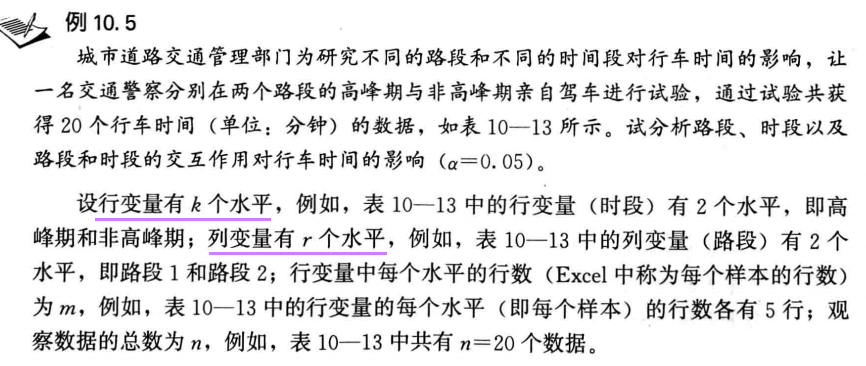 例 10.5
城市道路交通管理部门为研究不同的路段和不同的时间段对行车时间的影响，让
一名交通警察分别在两个路段的高峰期与非高峰期亲自驾车进行试验，通过试验共获
得 20 个行车时间（单位：分钟）的数据，如表 10—13 所示。试分析路段、时段以及
路段和时段的交互作用对行车时间的影响（α=0.05）。
设行变量有 k 个水平，例如，表 10—13 中的行变量（时段）有 2 个水平，即高
峰期和非高峰期；列变量有 r 个水平，例如，表 10—13 中的列变量（路段）有 2 个
水平，即路段 1 和路段 2；行变量中每个水平的行数（Excel 中称为每个样本的行数）
为 m，例如，表 10—13 中的行变量的每个水平（即每个样本）的行数各有 5 行；观
察数据的总数为 n，例如，表 10—13 中共有 n=20 个数据。